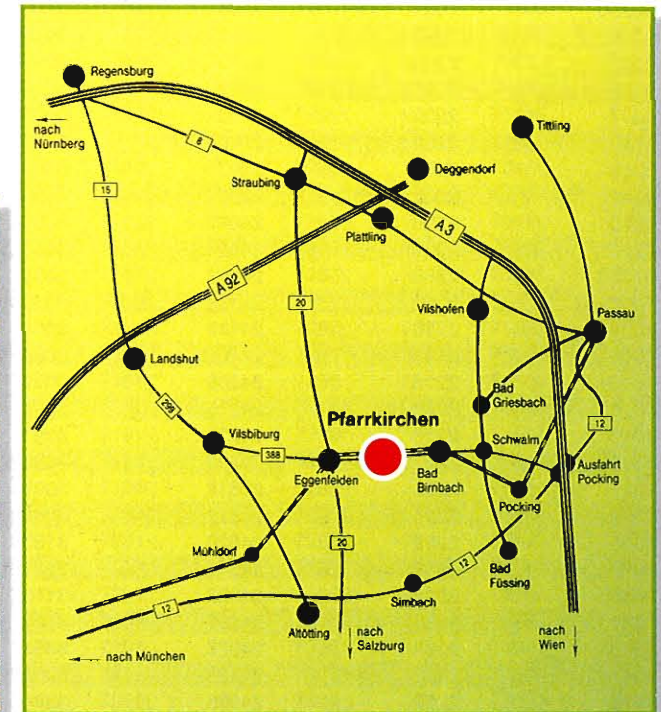 Regensburg
nach
Nürnberg
Tittling
8
Deggendorf
Straubing
15
Plattling
A3
A92
20
Vilshofen
Passau
Landshut
Bad
Griesbach
299
Pfarrkirchen
12
Vilsbiburg
388
Schwaim
Eggenfelden
Bad
Birnbach
Ausfahrt
Pocking
Pocking
20
Mühldorf
12
Bad
Füssing
Simbach
12
Altötting
nach
Salzburg
nach
Wien
nach München